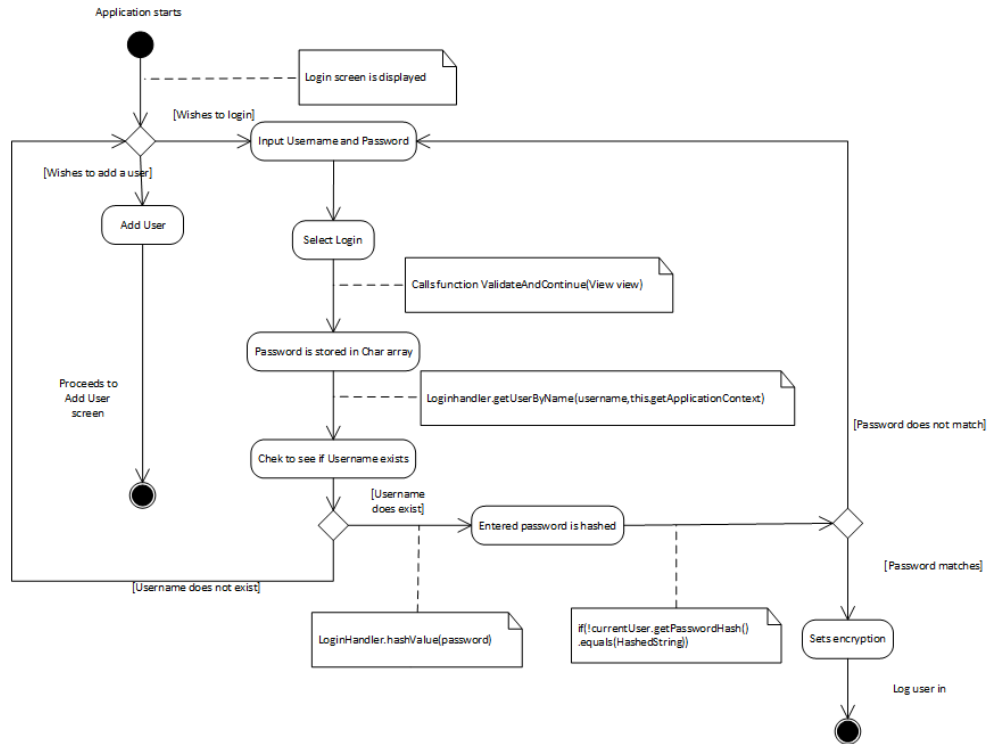 Application starts
Login screen is displayed
[Wishes to login]
Input Username and Password
[Wishes to add a user]
Add User
Select Login
Calls function ValidateAndContinue(View view)
Password is stored in Char array
Proceeds to
Add User
screen
Loginhandler.getUserByName(username,this.getApplicationContext)
[Password does not match]
Chek to see if Username exists
[Username
does exist]
Entered password is hashed
[Password matches]
[Username does not exist]
LoginHandler.hashValue(password)
if(!currentUser.getPasswordHash()
.equals(HashedString))
Sets encryption
Log user in